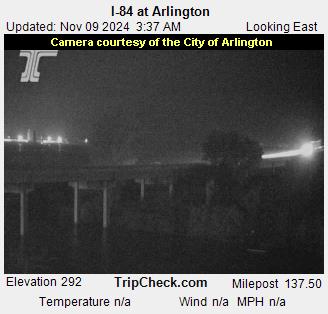 I-84 at Arlington
Updated: Nov 09 2024 3:37 AM Looking East
Camera courtesy of the City of Arlington
Elevation 292 TripCheck.com Milepost 137.50
Temperature n/a Wind n/a MPH n/a